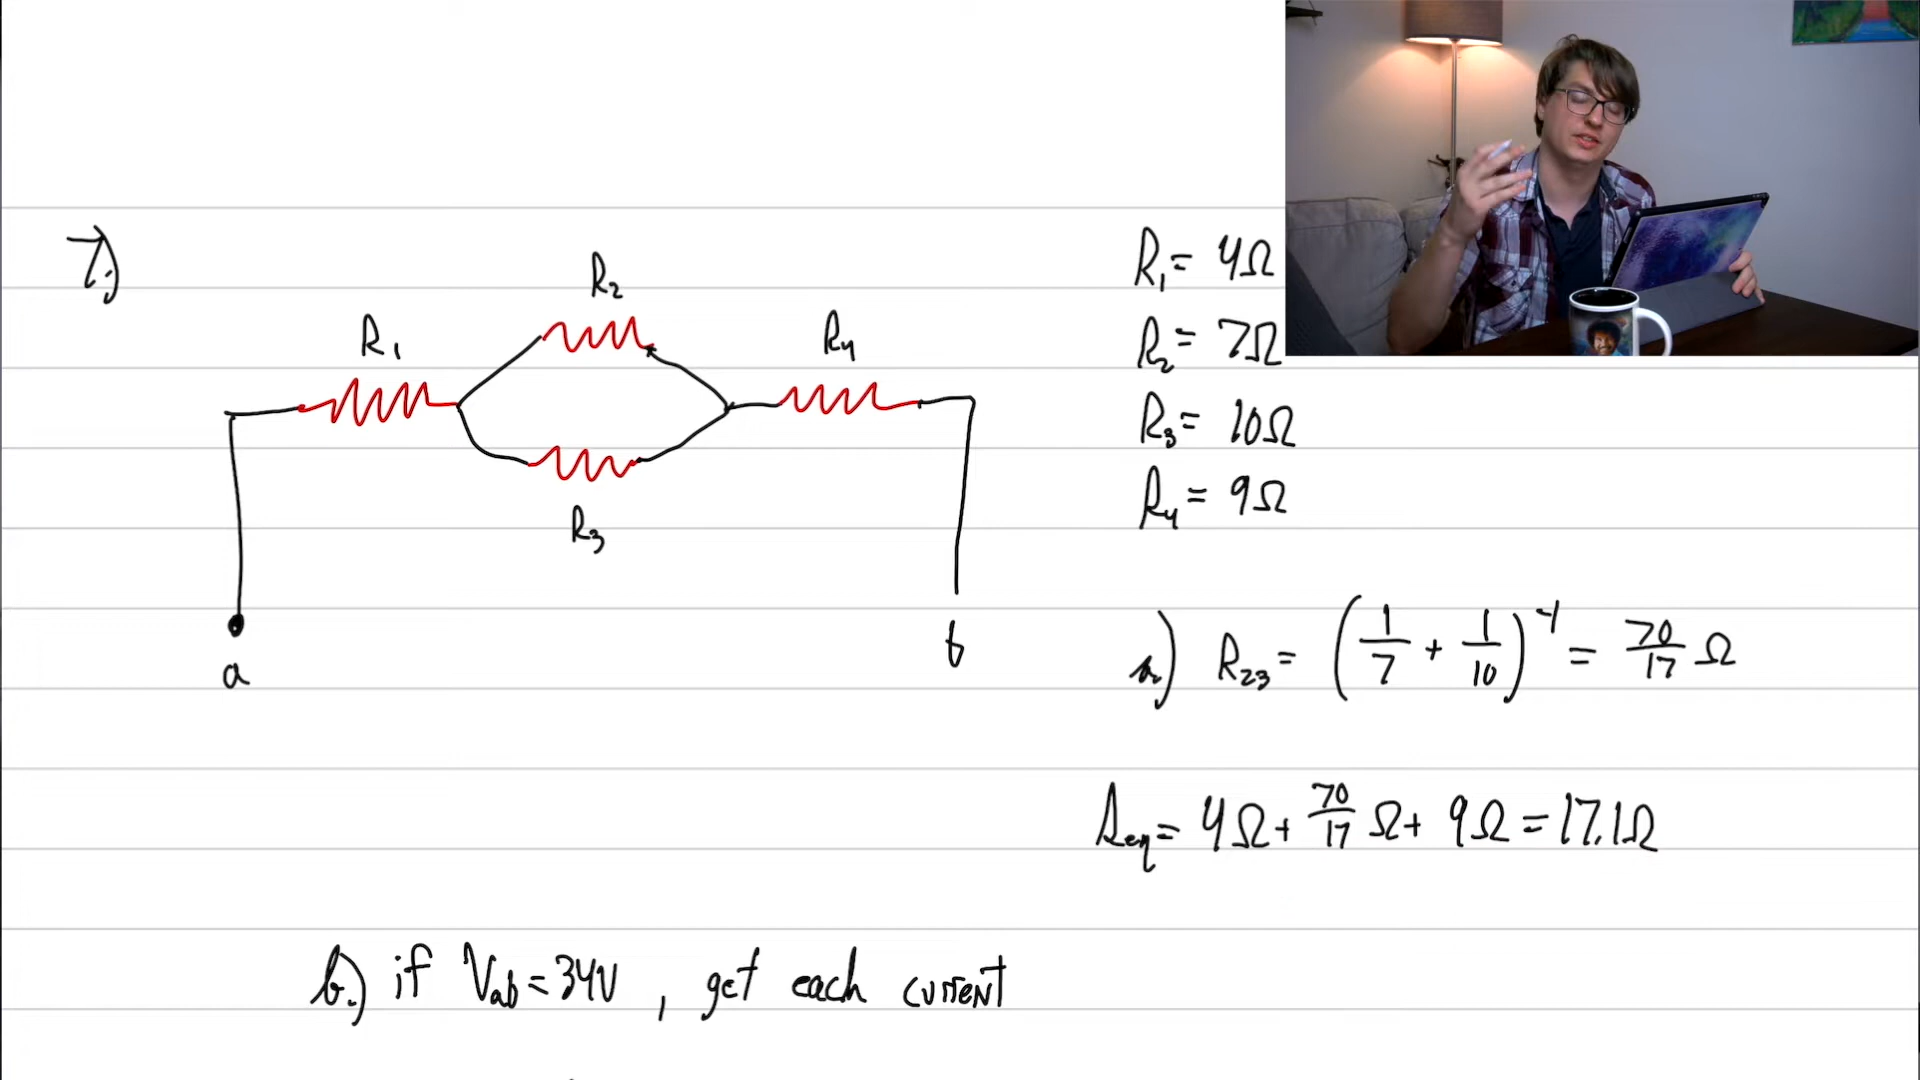 7.)
R₂
R₁
R₄
R₃
a
b
R₁ = 4Ω
R₂ = 7Ω
R₃ = 10Ω
R₄ = 9Ω
a) R₂₃ = (1/7 + 1/10)⁻¹ = 70/17 Ω
Req = 4Ω + 70/17 Ω + 9Ω = 17.1Ω
b.) if Vab = 34V, get each current